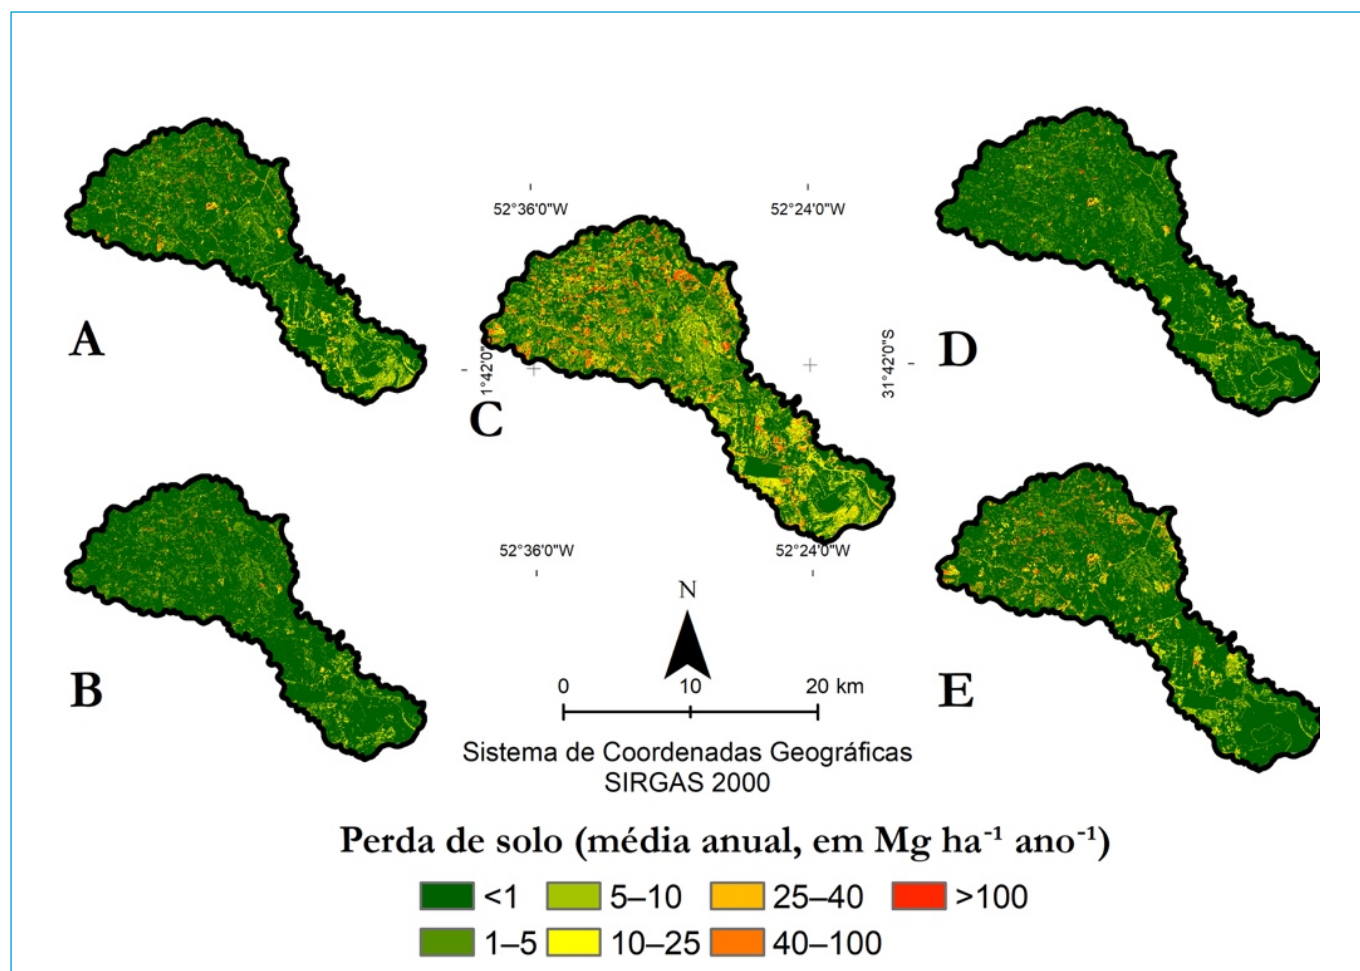 A
B
C
D
E
52°36'0"W
52°24'0"W
1°42'0"
31°42'0"S
52°36'0"W
52°24'0"W
N
0 10 20 km
Sistema de Coordenadas Geográficas
SIRGAS 2000
Perda de solo (média anual, em Mg ha⁻¹ ano⁻¹)
<1 5–10 25–40 >100
1–5 10–25 40–100